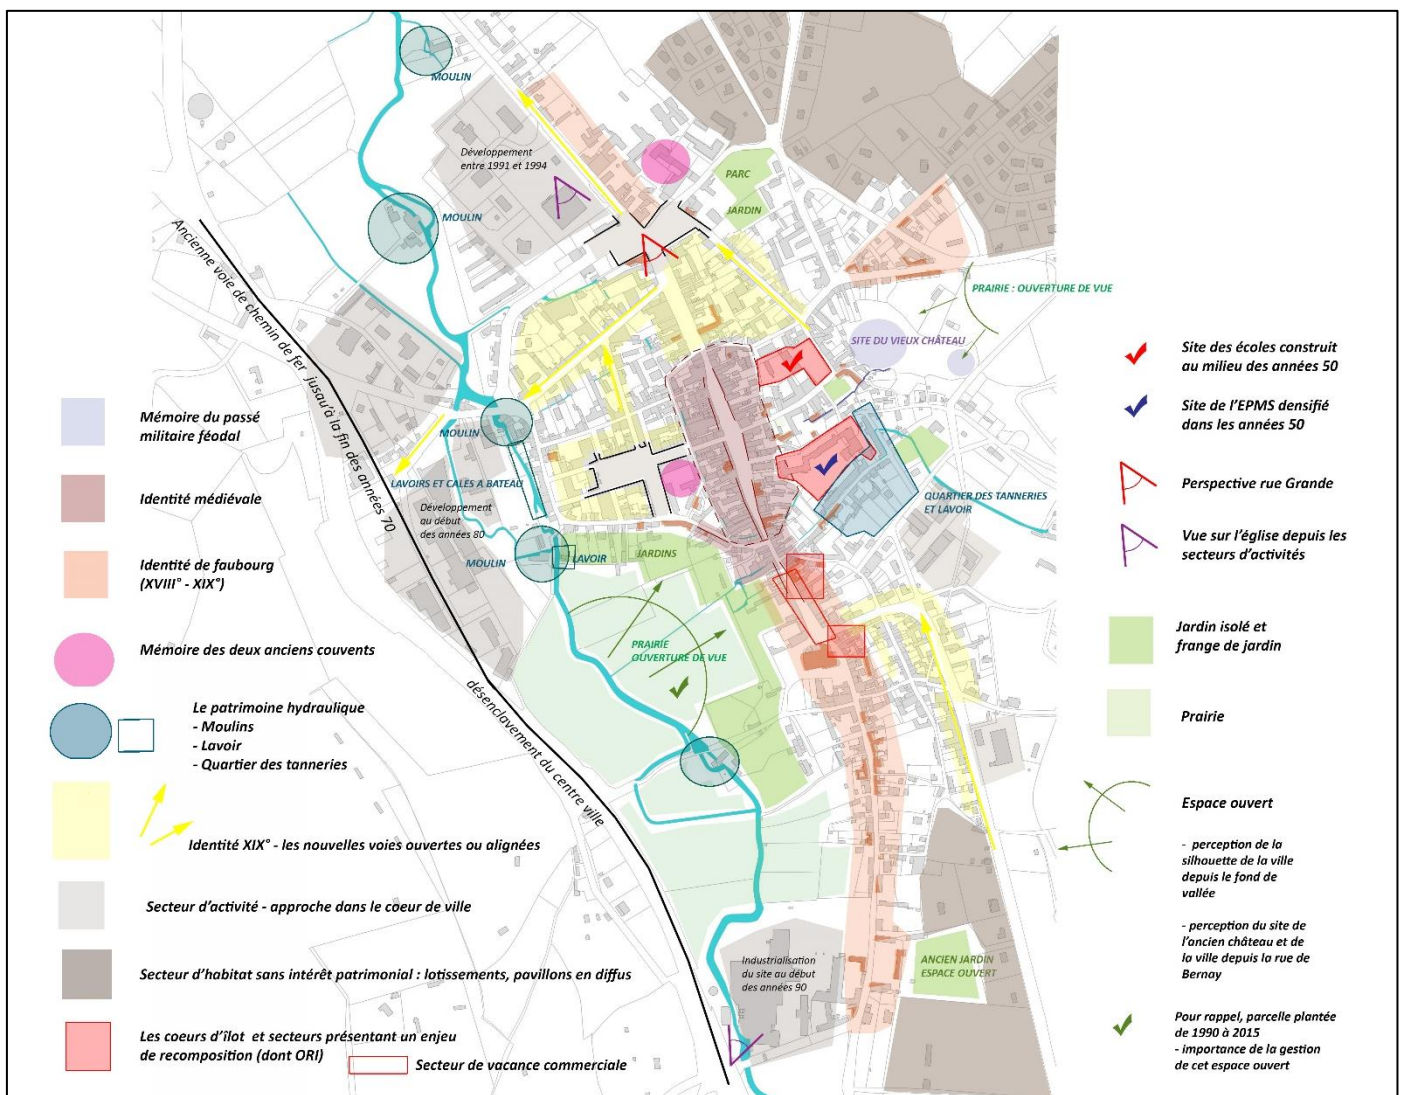 MOULIN
Développement
entre 1991 et 1994
PARC
JARDIN
MOULIN
Ancienne voie de chemin de fer jusqu'à la fin des années 70
désenclavement du centre ville
PRAIRIE : OUVERTURE DE VUE
SITE DU VIEUX CHÂTEAU
MOULIN
LAVOIRS ET CALES A BATEAU
Développement
au début
des années 80
QUARTIER DES TANNERIES
ET LAVOIR
MOULIN
LAVOIR
JARDINS
PRAIRIE
OUVERTURE DE VUE
Industrialisation
du site au début
des années 90
ANCIEN JARDIN
ESPACE OUVERT
Mémoire du passé
militaire féodal
Identité médiévale
Identité de faubourg
(XVIII° - XIX°)
Mémoire des deux anciens couvents
Le patrimoine hydraulique
- Moulins
- Lavoir
- Quartier des tanneries
Identité XIX° - les nouvelles voies ouvertes ou alignées
Secteur d'activité - approche dans le coeur de ville
Secteur d'habitat sans intérêt patrimonial : lotissements, pavillons en diffus
Les coeurs d'îlot et secteurs présentant un enjeu
de recomposition (dont ORI)
Secteur de vacance commerciale
Site des écoles construit
au milieu des années 50
Site de l'EPMS densifié
dans les années 50
Perspective rue Grande
Vue sur l'église depuis les
secteurs d'activités
Jardin isolé et
frange de jardin
Prairie
Espace ouvert
- perception de la
silhouette de la ville
depuis le fond de
vallée
- perception du site de
l'ancien château et de
la ville depuis la rue de
Bernay
Pour rappel, parcelle plantée
de 1990 à 2015
- importance de la gestion
de cet espace ouvert